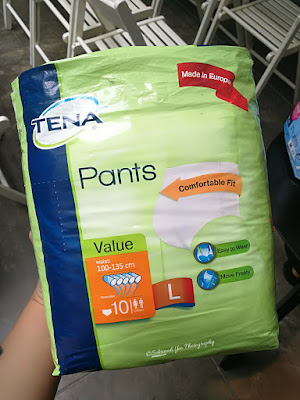 Made in Europe
TENA
Pants
Comfortable Fit
Value
waist:
100-135 cm
Easy to Wear
10
L
Move Freely